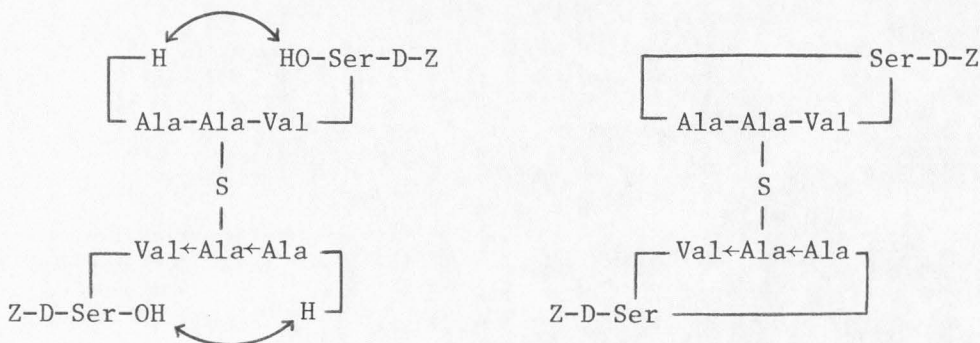 H HO-Ser-D-Z Ser-D-Z
Ala-Ala-Val Ala-Ala-Val
S S
Val←Ala←Ala Val←Ala←Ala
Z-D-Ser-OH H Z-D-Ser